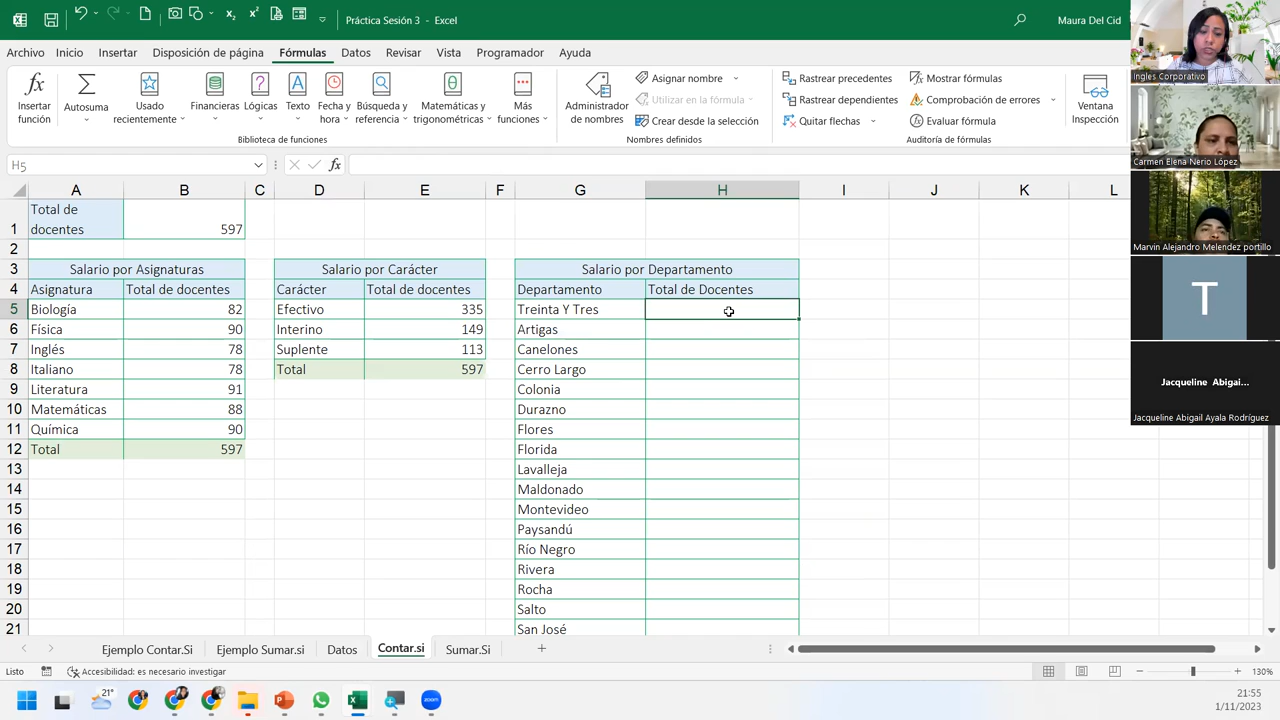 Práctica Sesión 3 - Excel
Maura Del Cid
Archivo Inicio Insertar Disposición de página Fórmulas Datos Revisar Vista Programador Ayuda
Insertar función
Autosuma
Usado recientemente
Financieras
Lógicas
Texto
Fecha y hora
Búsqueda y referencia
Matemáticas y trigonométricas
Más funciones
Biblioteca de funciones
Administrador de nombres
Asignar nombre
Utilizar en la fórmula
Crear desde la selección
Nombres definidos
Rastrear precedentes
Rastrear dependientes
Quitar flechas
Mostrar fórmulas
Comprobación de errores
Evaluar fórmula
Auditoría de fórmulas
Ventana Inspección
H5
fx
A B C D E F G H I J K L
1 Total de docentes 597
2
3 Salario por Asignaturas Salario por Carácter Salario por Departamento
4 Asignatura Total de docentes Carácter Total de docentes Departamento Total de Docentes
5 Biología 82 Efectivo 335 Treinta Y Tres
6 Física 90 Interino 149 Artigas
7 Inglés 78 Suplente 113 Canelones
8 Italiano 78 Total 597 Cerro Largo
9 Literatura 91 Colonia
10 Matemáticas 88 Durazno
11 Química 90 Flores
12 Total 597 Florida
13 Lavalleja
14 Maldonado
15 Montevideo
16 Paysandú
17 Río Negro
18 Rivera
19 Rocha
20 Salto
21 San José
Ejemplo Contar.Si Ejemplo Sumar.si Datos Contar.si Sumar.Si
Listo Accesibilidad: es necesario investigar 130%
21°
21:55
1/11/2023
Ingles Corporativo
Carmen Elena Nerio López
Marvin Alejandro Melendez portillo
T
Jacqueline Abigai...
Jacqueline Abigail Ayala Rodríguez
zoom